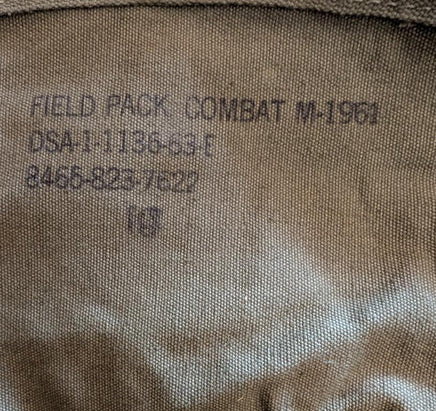 FIELD PACK COMBAT M-1961
DSA-1-1136-63-E
8465-823-7622